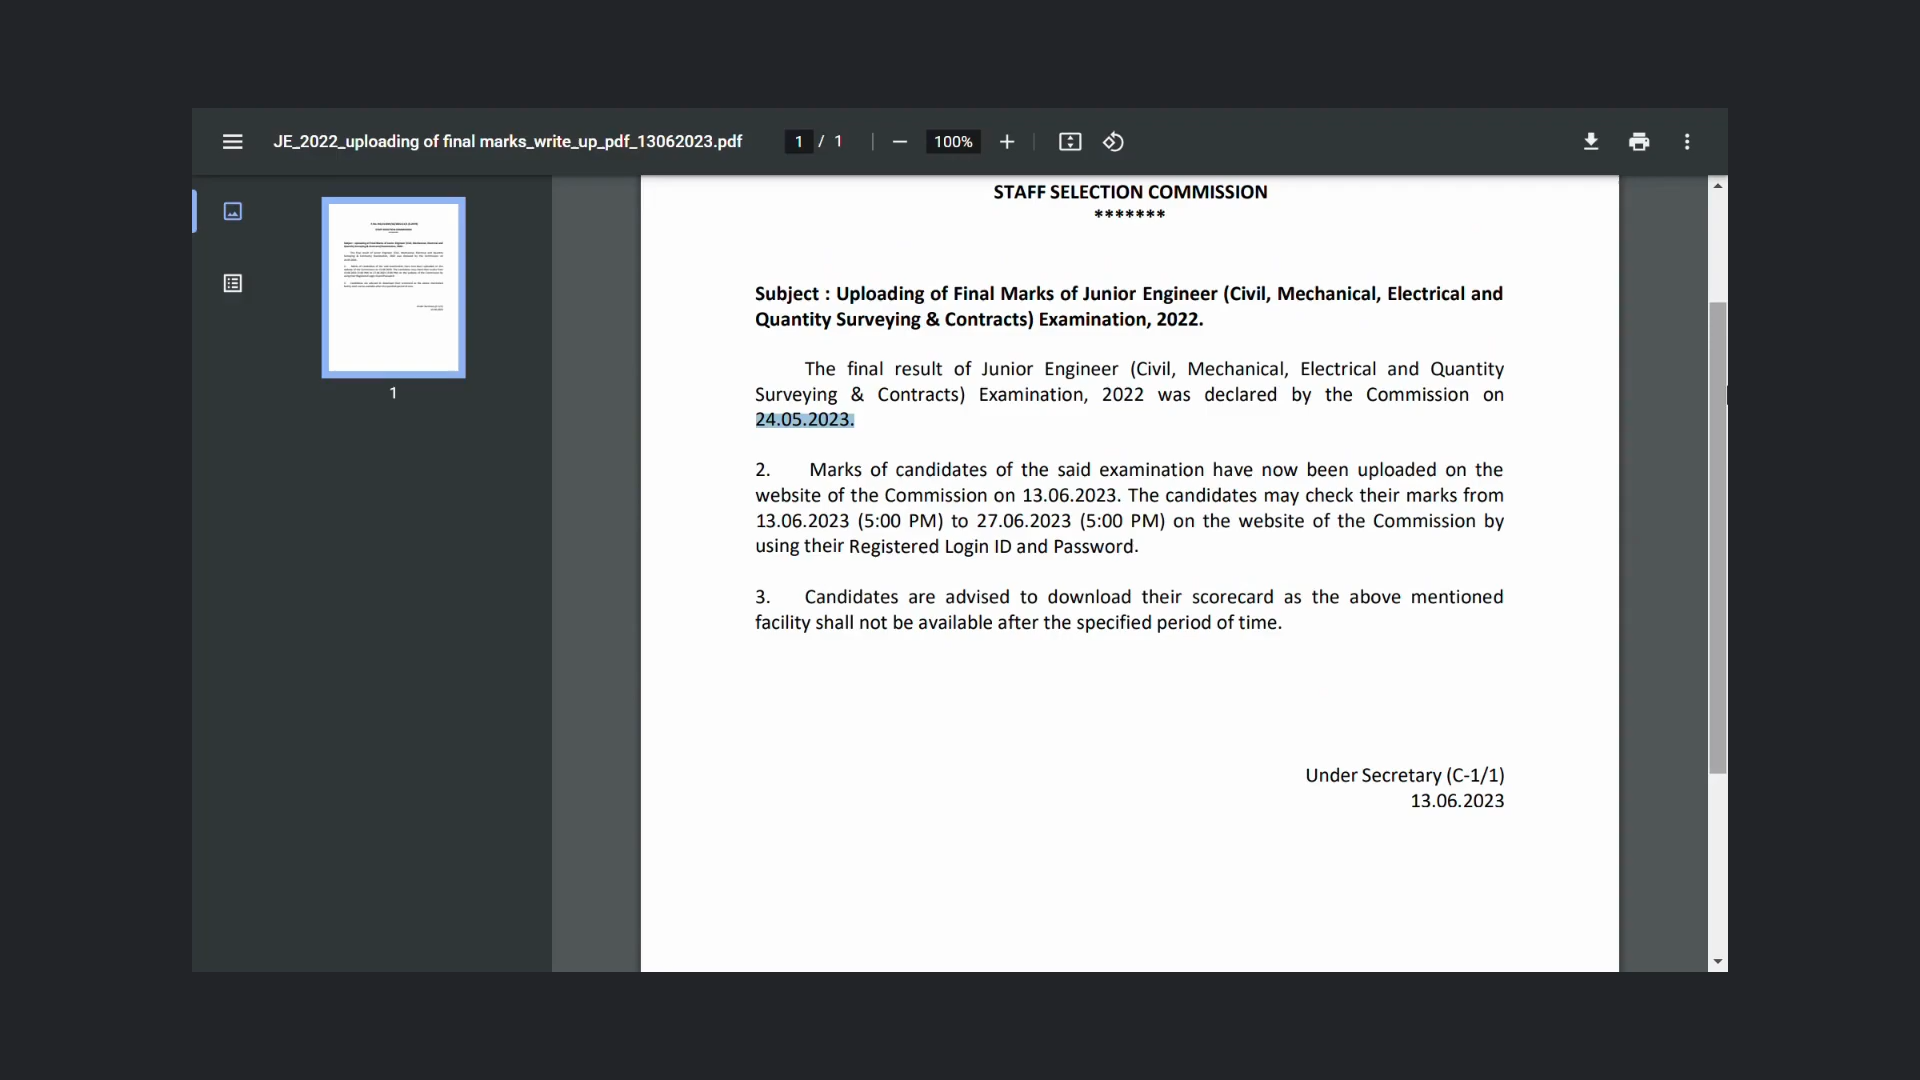 JE_2022_uploading of final marks_write_up_pdf_13062023.pdf
1 / 1
100%
1
STAFF SELECTION COMMISSION
*******
Subject : Uploading of Final Marks of Junior Engineer (Civil, Mechanical, Electrical and
Quantity Surveying & Contracts) Examination, 2022.
The final result of Junior Engineer (Civil, Mechanical, Electrical and Quantity
Surveying & Contracts) Examination, 2022 was declared by the Commission on
24.05.2023.
2. Marks of candidates of the said examination have now been uploaded on the
website of the Commission on 13.06.2023. The candidates may check their marks from
13.06.2023 (5:00 PM) to 27.06.2023 (5:00 PM) on the website of the Commission by
using their Registered Login ID and Password.
3. Candidates are advised to download their scorecard as the above mentioned
facility shall not be available after the specified period of time.
Under Secretary (C-1/1)
13.06.2023